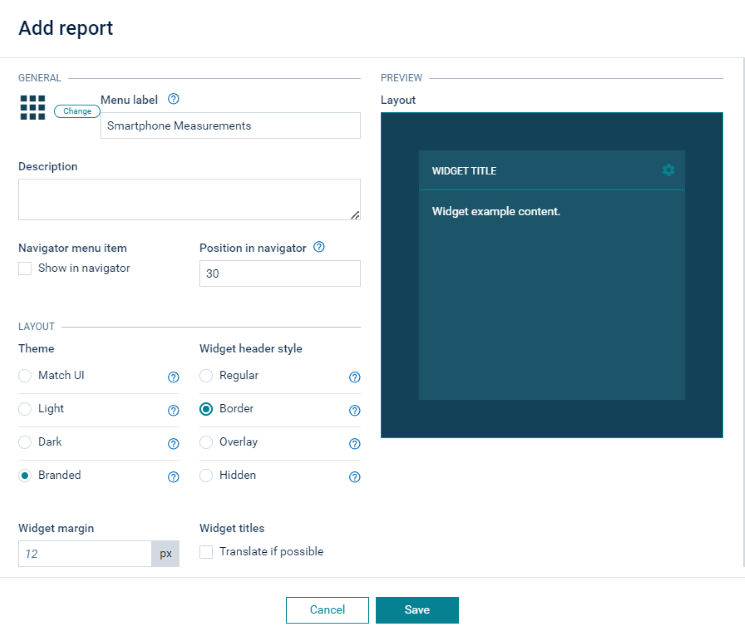 Add report
GENERAL
Change
Menu label
Smartphone Measurements
Description
Navigator menu item
Show in navigator
Position in navigator
30
LAYOUT
Theme
Match UI
Light
Dark
Branded
Widget header style
Regular
Border
Overlay
Hidden
Widget margin
12 px
Widget titles
Translate if possible
PREVIEW
Layout
WIDGET TITLE
Widget example content.
Cancel
Save